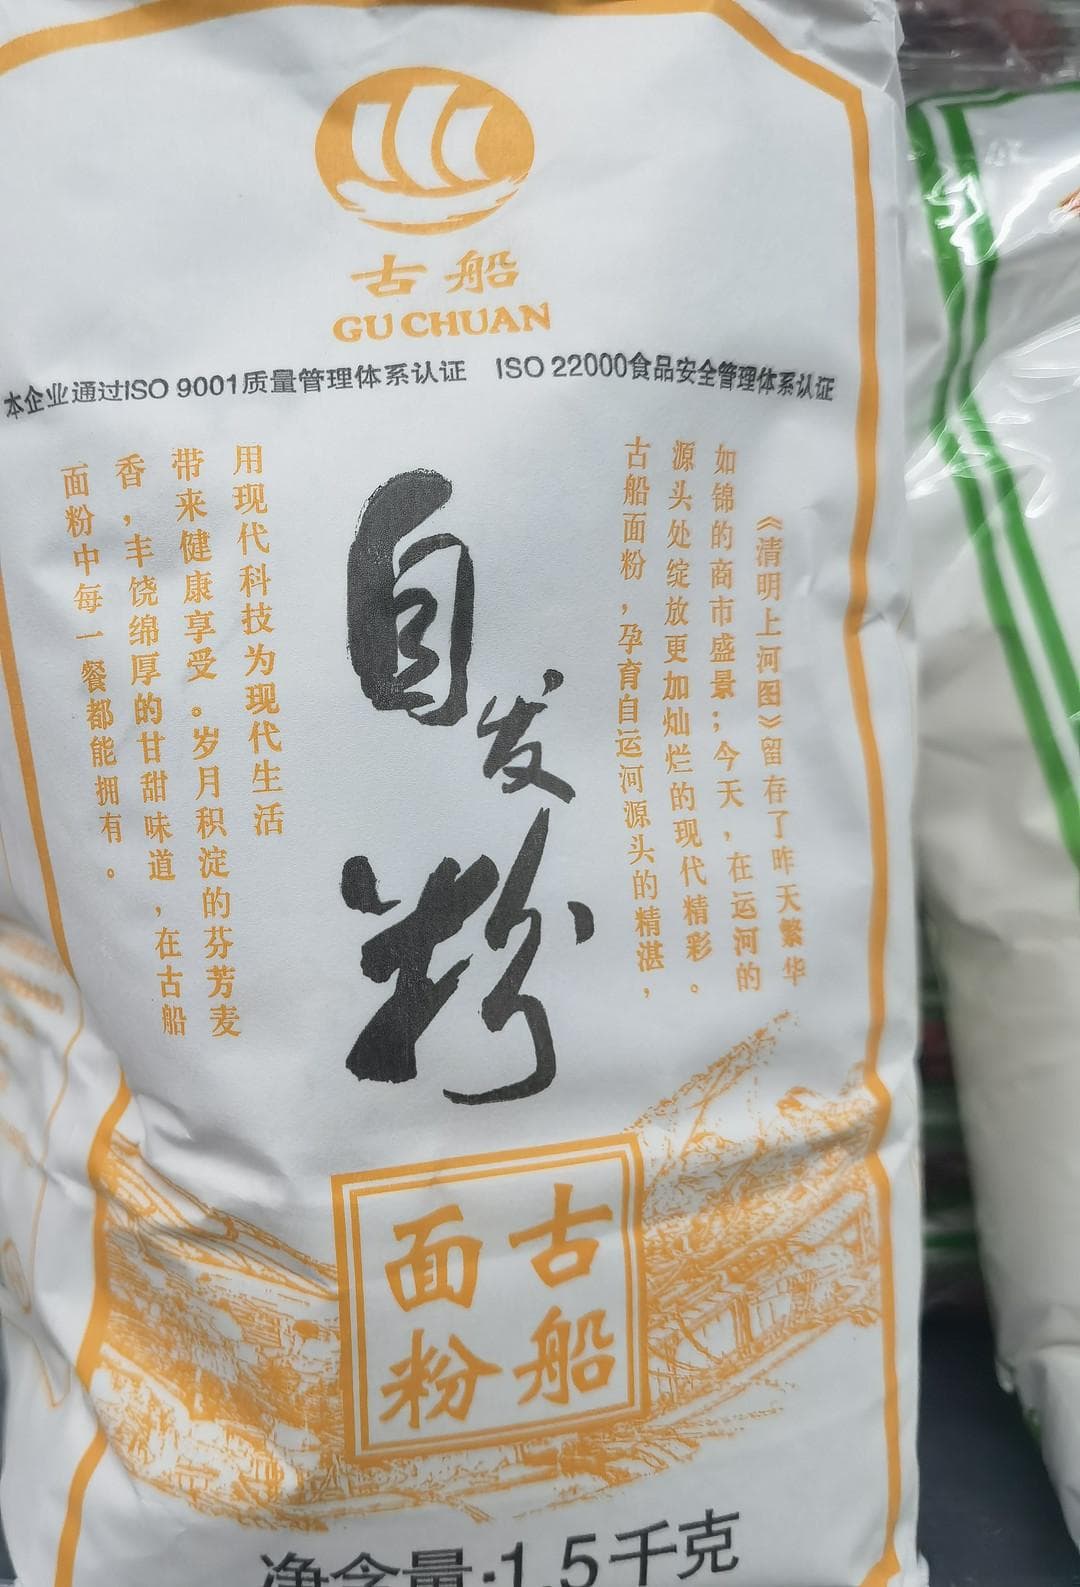 古船
GU CHUAN
本企业通过ISO 9001质量管理体系认证 ISO 22000食品安全管理体系认证
《清明上河图》留存了昨天繁华
如锦的商市盛景；今天，在运河的
源头处绽放更加灿烂的现代精彩。
古船面粉，孕育自运河源头的精湛，
自发粉
用现代科技为现代生活
带来健康享受。岁月积淀的芬芳麦
香，丰饶绵厚的甘甜味道，在古船
面粉中每一餐都能拥有。
古船
面粉
净含量:1.5千克